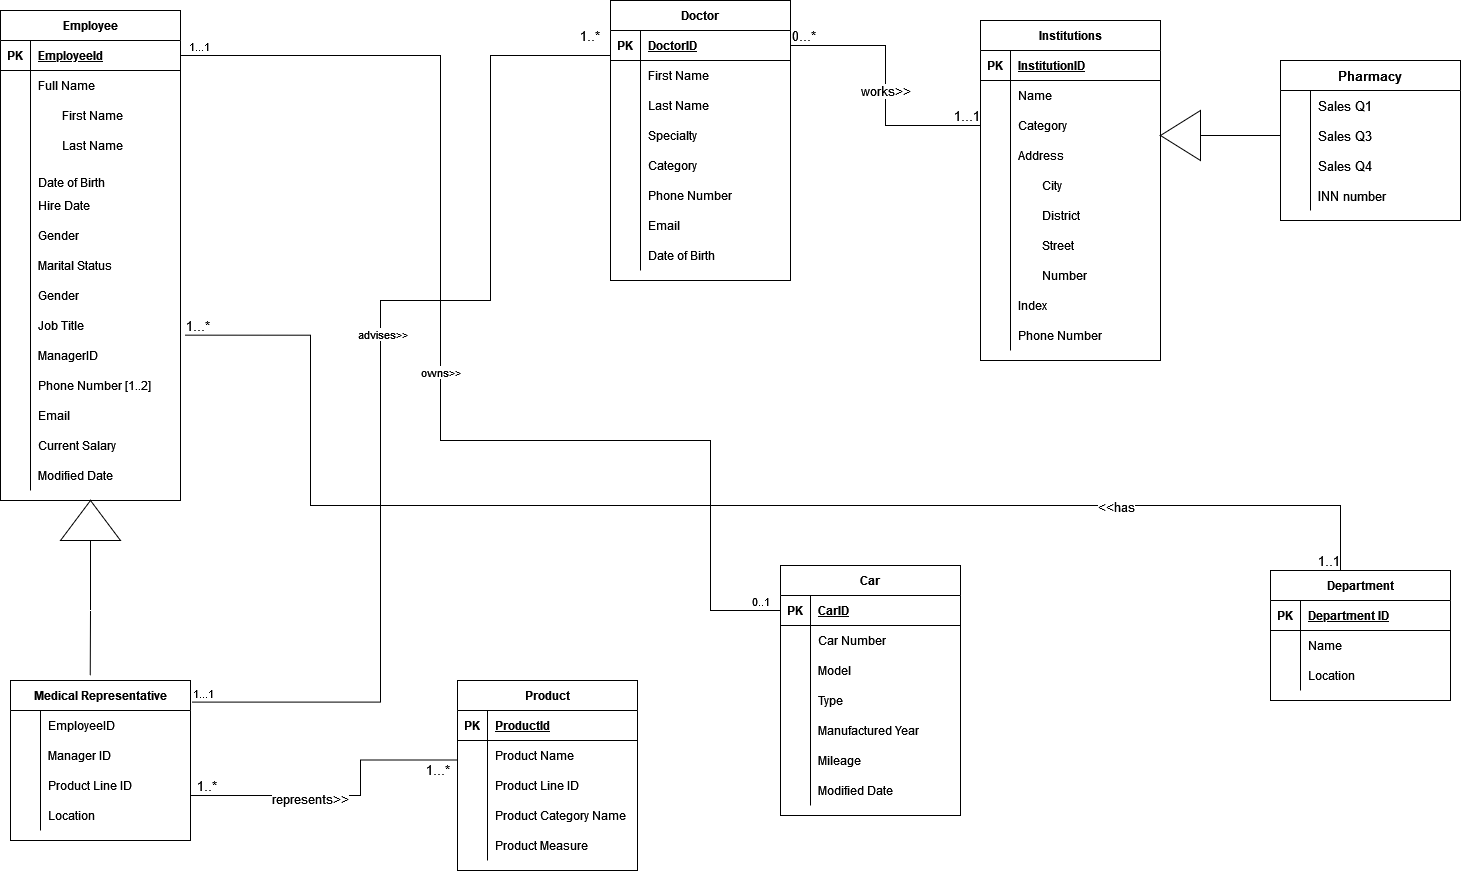 Employee
PK EmployeeId
Full Name
First Name
Last Name
Date of Birth
Hire Date
Gender
Marital Status
Gender
Job Title
ManagerID
Phone Number [1..2]
Email
Current Salary
Modified Date
1...1
1...*
Doctor
1..*
PK DoctorID
First Name
Last Name
Specialty
Category
Phone Number
Email
Date of Birth
0...*
works>>
1...1
Institutions
PK InstitutionID
Name
Category
Address
City
District
Street
Number
Index
Phone Number
Pharmacy
Sales Q1
Sales Q3
Sales Q4
INN number
advises>>
owns>>
<<has
1..1
0..1
Car
PK CarID
Car Number
Model
Type
Manufactured Year
Mileage
Modified Date
Department
PK Department ID
Name
Location
Medical Representative
EmployeeID
Manager ID
Product Line ID
Location
1...1
1..*
represents>>
1...*
Product
PK ProductId
Product Name
Product Line ID
Product Category Name
Product Measure